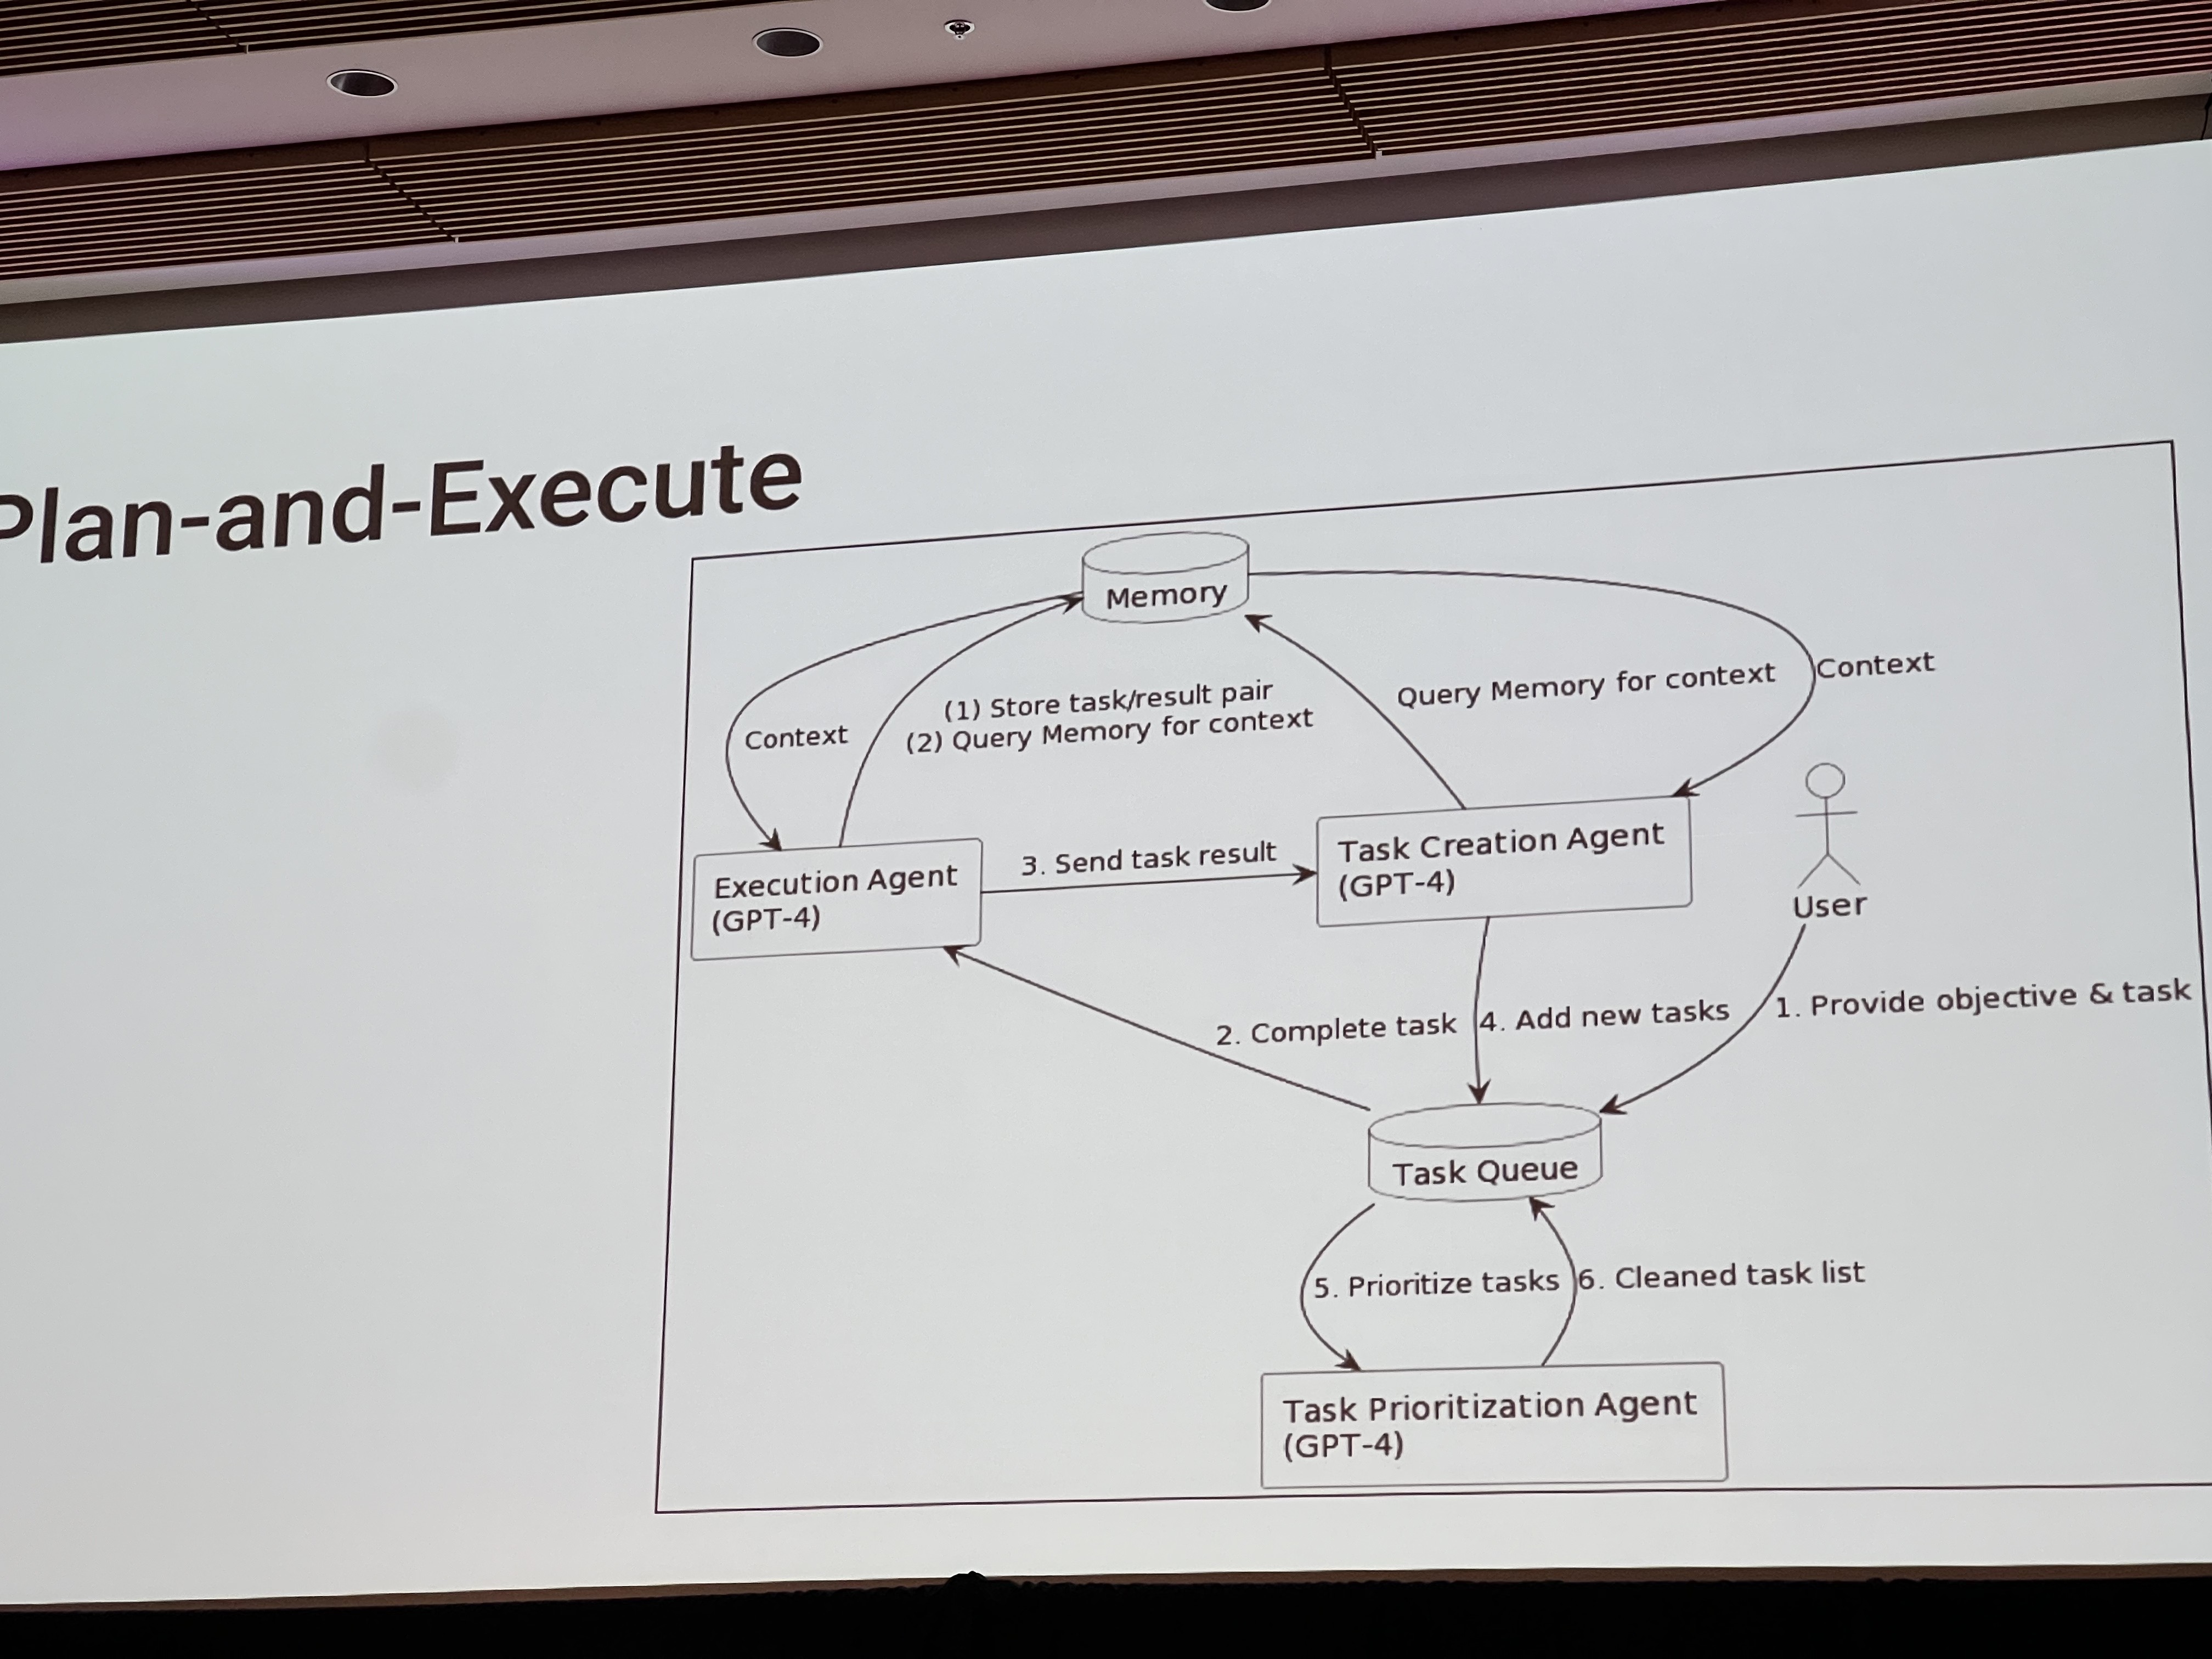 Plan-and-Execute
Memory
Context
(1) Store task/result pair
(2) Query Memory for context
Query Memory for context
Context
Execution Agent
(GPT-4)
3. Send task result
Task Creation Agent
(GPT-4)
User
2. Complete task
4. Add new tasks
1. Provide objective & task
Task Queue
5. Prioritize tasks
6. Cleaned task list
Task Prioritization Agent
(GPT-4)